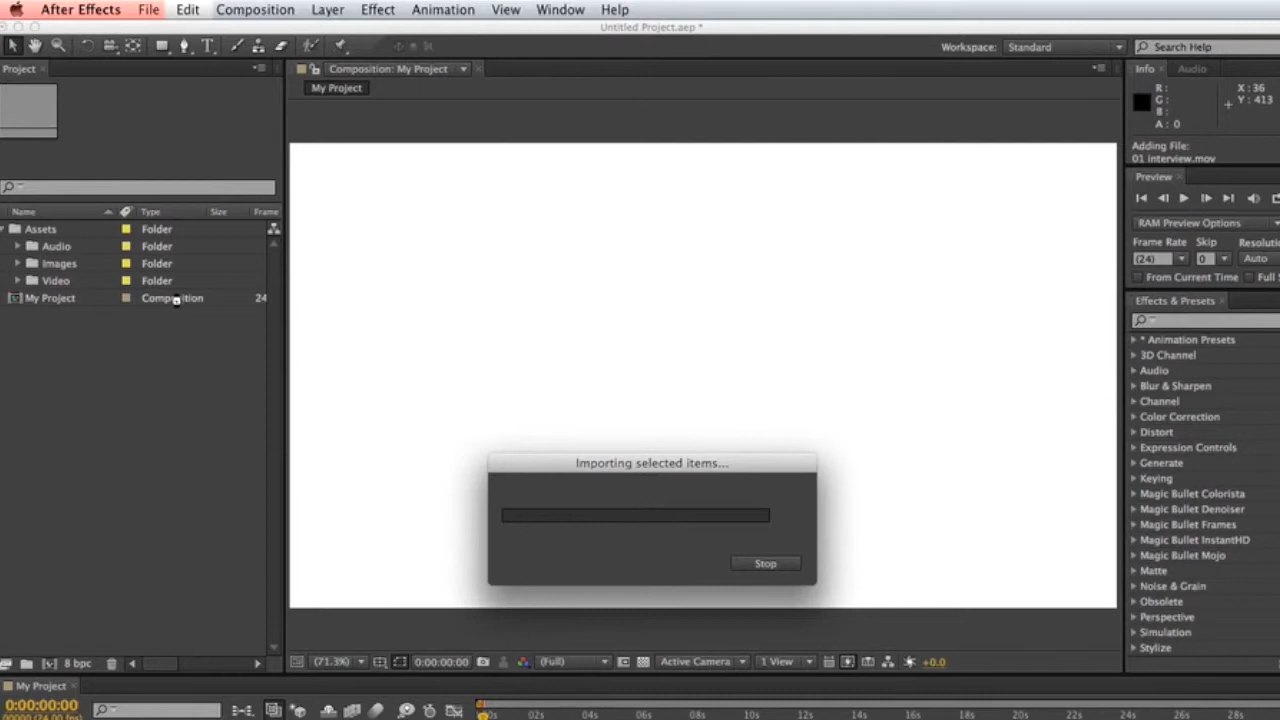 After Effects File Edit Composition Layer Effect Animation View Window Help
Untitled Project.aep *
Workspace: Standard Search Help
Project
Composition: My Project
My Project
Info Audio
R: X: 36
G: Y: 413
B:
A: 0
Adding File:
01 interview.mov
Preview
RAM Preview Options
Frame Rate Skip Resoluti
(24) 0 Auto
From Current Time Full S
Name Type Size Frame
Assets Folder
Audio Folder
Images Folder
Video Folder
My Project Composition 24
Effects & Presets
* Animation Presets
3D Channel
Audio
Blur & Sharpen
Channel
Color Correction
Distort
Expression Controls
Generate
Keying
Magic Bullet Colorista
Magic Bullet Denoiser
Magic Bullet Frames
Magic Bullet InstantHD
Magic Bullet Mojo
Matte
Noise & Grain
Obsolete
Perspective
Simulation
Stylize
Importing selected items...
Stop
8 bpc
(71.3%) 0:00:00:00 (Full) Active Camera 1 View +0.0
My Project
0:00:00:00
00000 (24.00 fps)
02s 04s 06s 08s 10s 12s 14s 16s 18s 20s 22s 24s 26s 28s